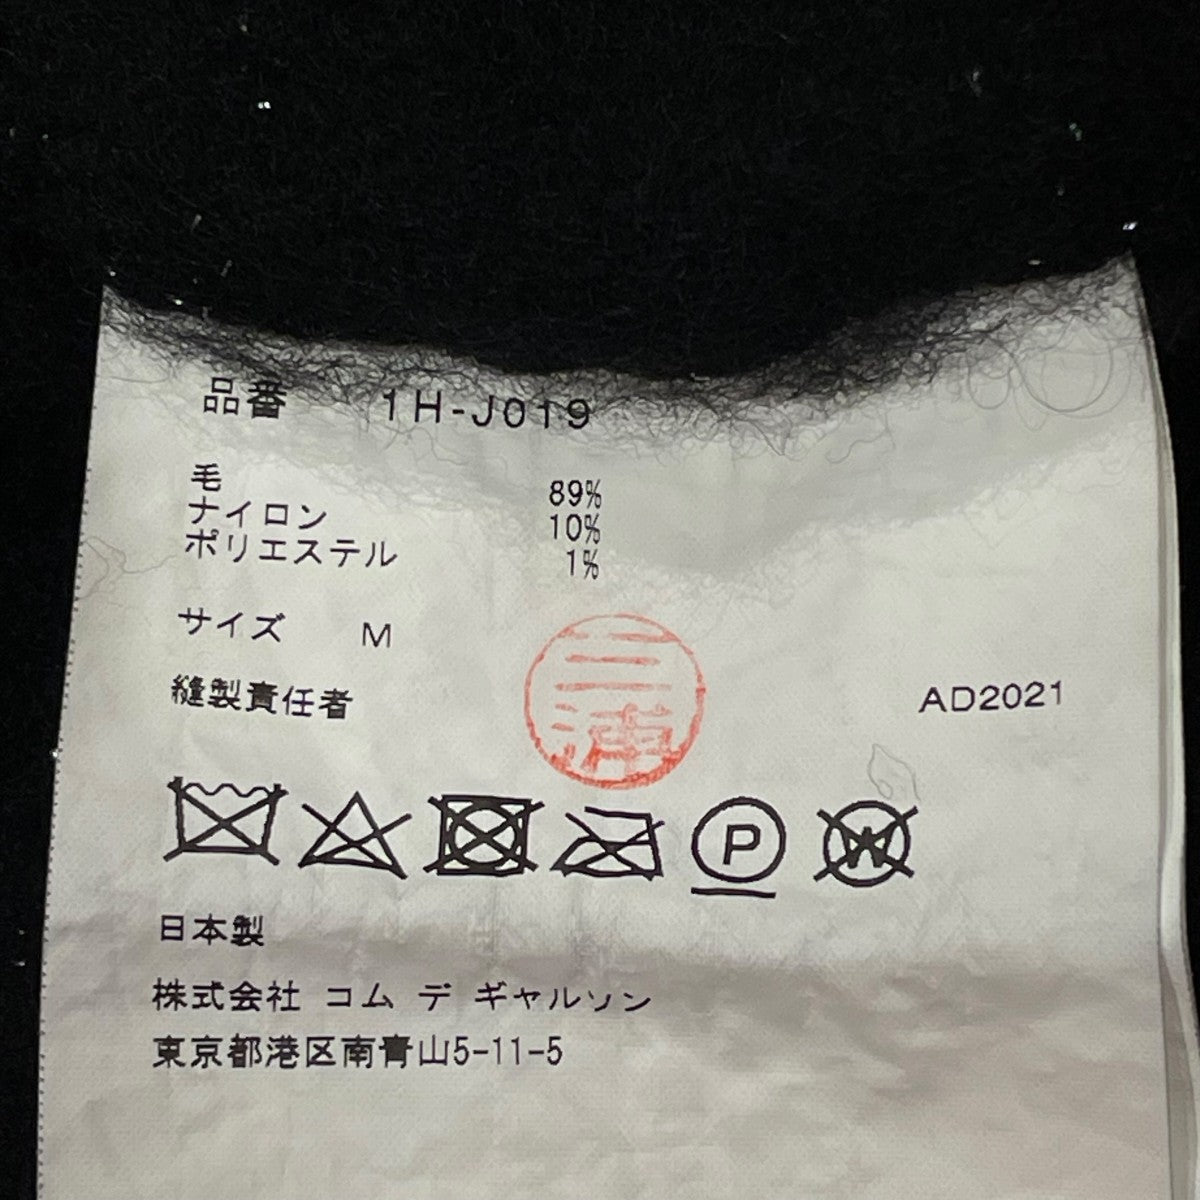 品番 1H-J019
毛 89%
ナイロン 10%
ポリエステル 1%
サイズ M
縫製責任者 三浦
AD2021
P W
日本製
株式会社 コム デ ギャルソン
東京都港区南青山5-11-5